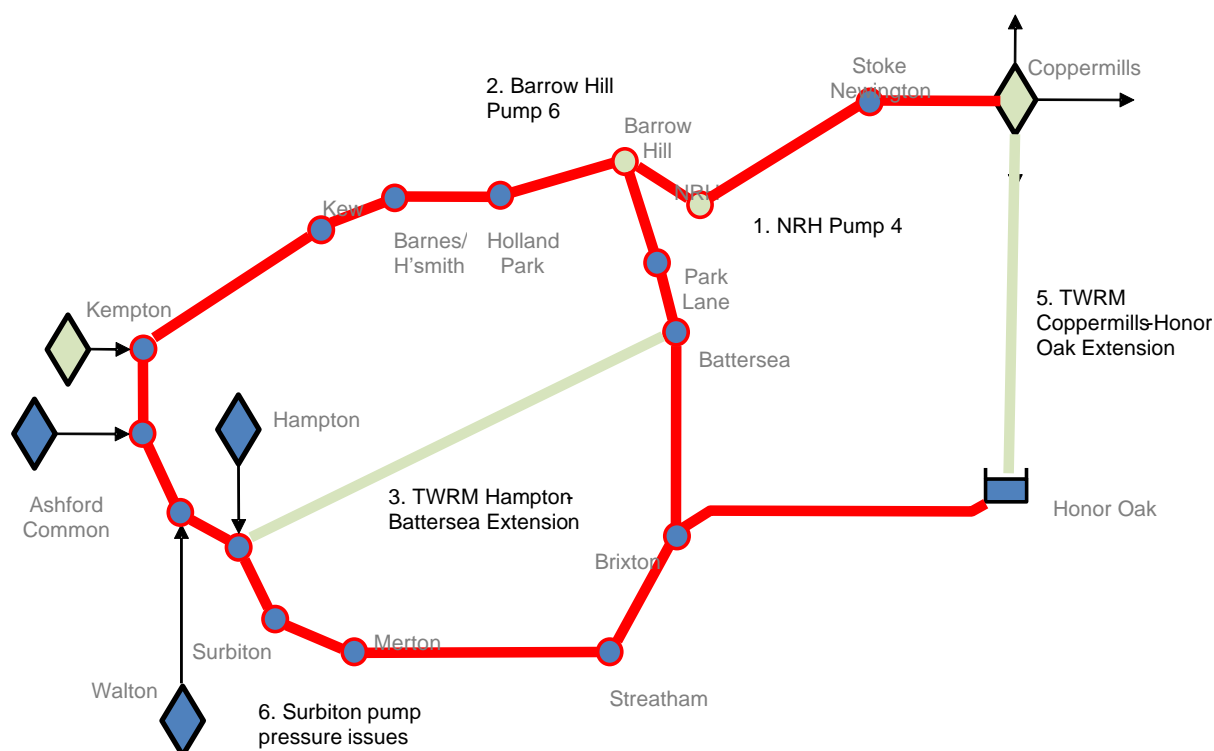 Stoke
Newington
Coppermills
2. Barrow Hill
Pump 6
Barrow
Hill
NRH
Kew
1. NRH Pump 4
Barnes/
H'smith
Holland
Park
Park
Lane
Kempton
5. TWRM
Coppermills-Honor
Oak Extension
Battersea
Hampton
3. TWRM Hampton-
Battersea Extension
Ashford
Common
Honor Oak
Brixton
Merton
Surbiton
Walton
Streatham
6. Surbiton pump
pressure issues